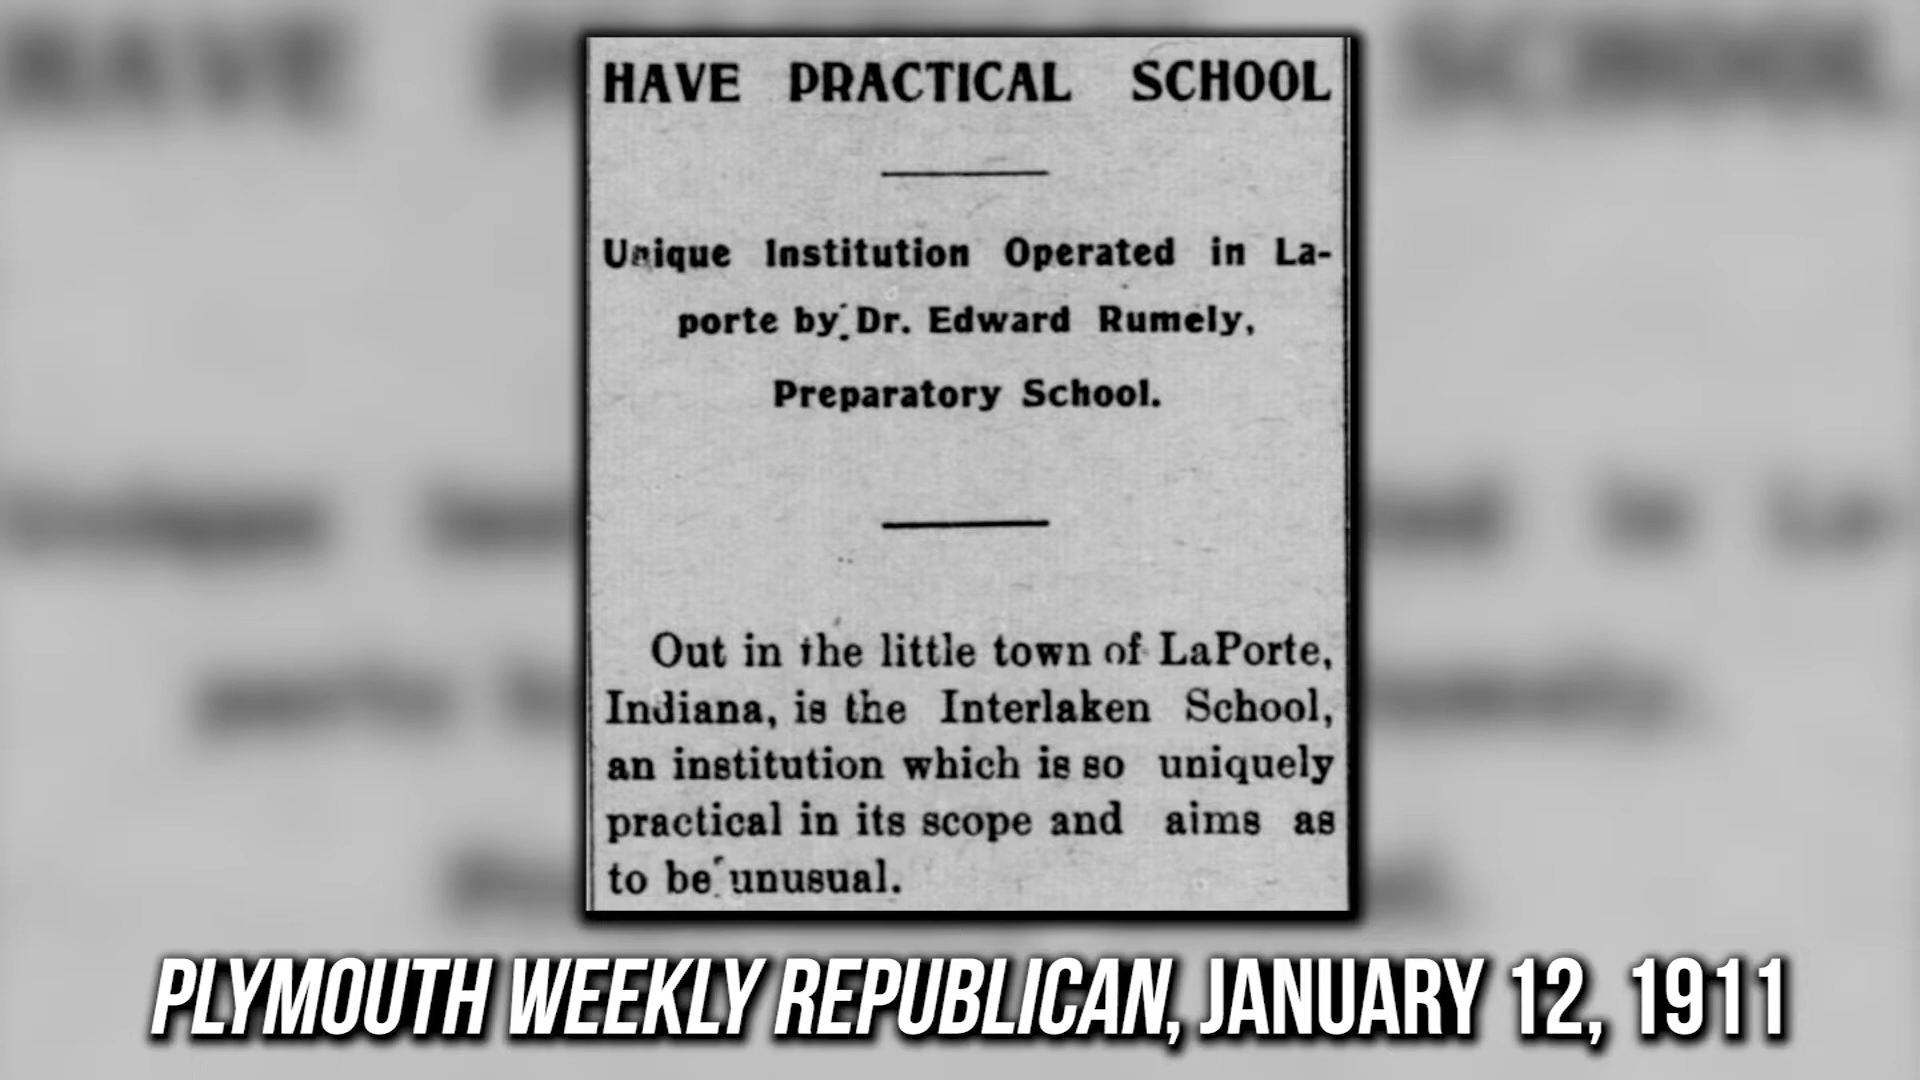 HAVE PRACTICAL SCHOOL
Unique Institution Operated in La-
porte by Dr. Edward Rumely,
Preparatory School.
Out in the little town of LaPorte,
Indiana, is the Interlaken School,
an institution which is so uniquely
practical in its scope and aims as
to be unusual.
PLYMOUTH WEEKLY REPUBLICAN, JANUARY 12, 1911